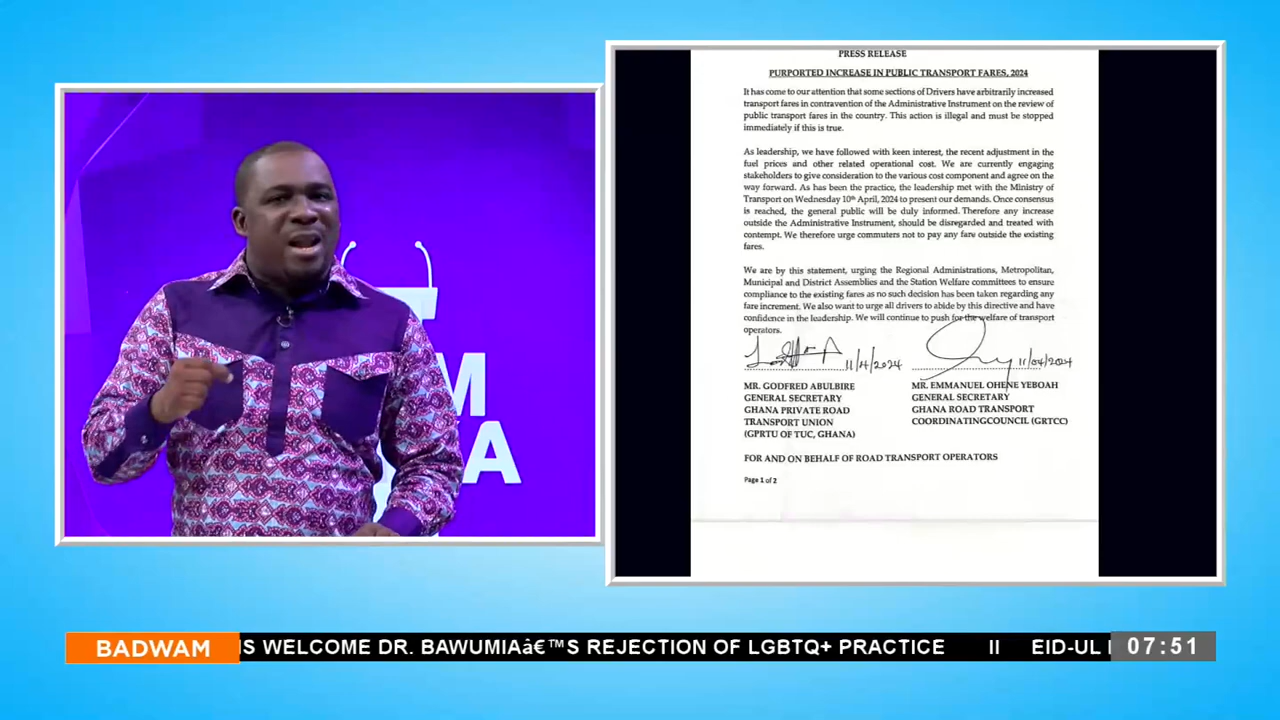 M
A
PRESS RELEASE
PURPORTED INCREASE IN PUBLIC TRANSPORT FARES, 2024
It has come to our attention that some sections of Drivers have arbitrarily increased
transport fares in contravention of the Administrative Instrument on the review of
public transport fares in the country. This action is illegal and must be stopped
immediately if this is true.
As leadership, we have followed with keen interest, the recent adjustment in the
fuel prices and other related operational cost. We are currently engaging
stakeholders to give consideration to the various cost component and agree on the
way forward. As has been the practice, the leadership met with the Ministry of
Transport on Wednesday 10th April, 2024 to present our demands. Once consensus
is reached, the general public will be duly informed. Therefore any increase
outside the Administrative Instrument, should be disregarded and treated with
contempt. We therefore urge commuters not to pay any fare outside the existing
fares.
We are by this statement, urging the Regional Administrations, Metropolitan,
Municipal and District Assemblies and the Station Welfare committees to ensure
compliance to the existing fares as no such decision has been taken regarding any
fare increment. We also want to urge all drivers to abide by this directive and have
confidence in the leadership. We will continue to push for the welfare of transport
operators.
11/4/2024 11/04/2024
MR. GODFRED ABULBIRE MR. EMMANUEL OHENE YEBOAH
GENERAL SECRETARY GENERAL SECRETARY
GHANA PRIVATE ROAD GHANA ROAD TRANSPORT
TRANSPORT UNION COORDINATINGCOUNCIL (GRTCC)
(GPRTU OF TUC, GHANA)
FOR AND ON BEHALF OF ROAD TRANSPORT OPERATORS
Page 1 of 2
BADWAM S WELCOME DR. BAWUMIAâ€™S REJECTION OF LGBTQ+ PRACTICE II EID-UL 07:51